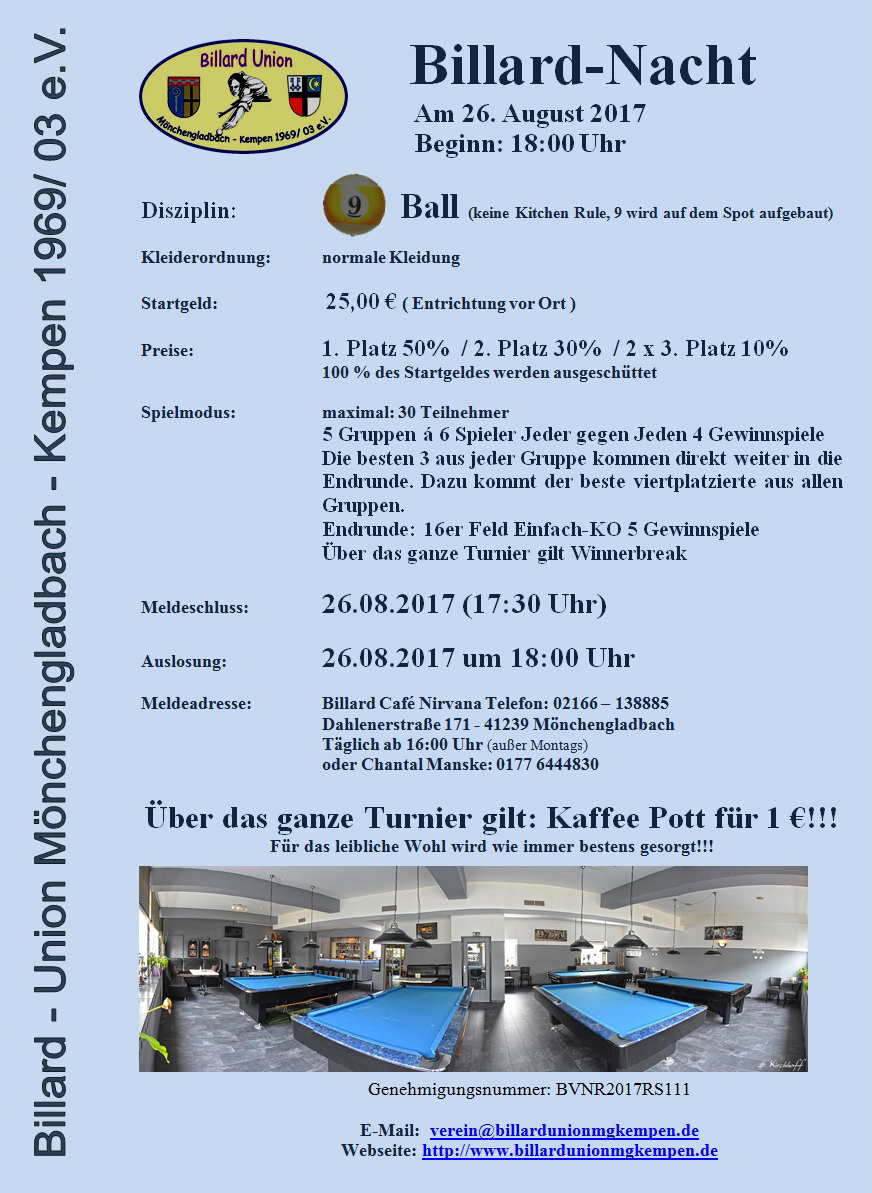 Billard - Union Mönchengladbach - Kempen 1969/ 03 e.V.
Billard Union
Mönchengladbach - Kempen 1969/ 03 e.V.
Billard-Nacht
Am 26. August 2017
Beginn: 18:00 Uhr
Disziplin: 9 Ball (keine Kitchen Rule, 9 wird auf dem Spot aufgebaut)
Kleiderordnung: normale Kleidung
Startgeld: 25,00 € ( Entrichtung vor Ort )
Preise: 1. Platz 50% / 2. Platz 30% / 2 x 3. Platz 10%
100 % des Startgeldes werden ausgeschüttet
Spielmodus: maximal: 30 Teilnehmer
5 Gruppen á 6 Spieler Jeder gegen Jeden 4 Gewinnspiele
Die besten 3 aus jeder Gruppe kommen direkt weiter in die
Endrunde. Dazu kommt der beste viertplatzierte aus allen
Gruppen.
Endrunde: 16er Feld Einfach-KO 5 Gewinnspiele
Über das ganze Turnier gilt Winnerbreak
Meldeschluss: 26.08.2017 (17:30 Uhr)
Auslosung: 26.08.2017 um 18:00 Uhr
Meldeadresse: Billard Café Nirvana Telefon: 02166 – 138885
Dahlenerstraße 171 - 41239 Mönchengladbach
Täglich ab 16:00 Uhr (außer Montags)
oder Chantal Manske: 0177 6444830
Über das ganze Turnier gilt: Kaffee Pott für 1 €!!!
Für das leibliche Wohl wird wie immer bestens gesorgt!!!
Kirchhoff
Genehmigungsnummer: BVNR2017RS111
E-Mail: verein@billardunionmgkempen.de
Webseite: http://www.billardunionmgkempen.de